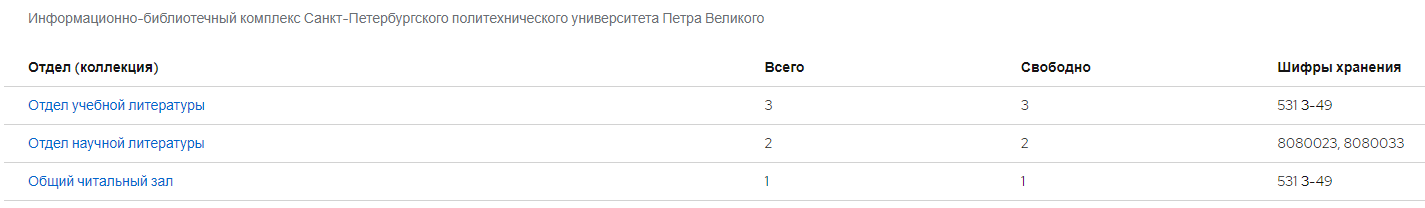 Информационно-библиотечный комплекс Санкт-Петербургского политехнического университета Петра Великого
Отдел (коллекция) Всего Свободно Шифры хранения
Отдел учебной литературы 3 3 531 З-49
Отдел научной литературы 2 2 8080023, 8080033
Общий читальный зал 1 1 531 З-49